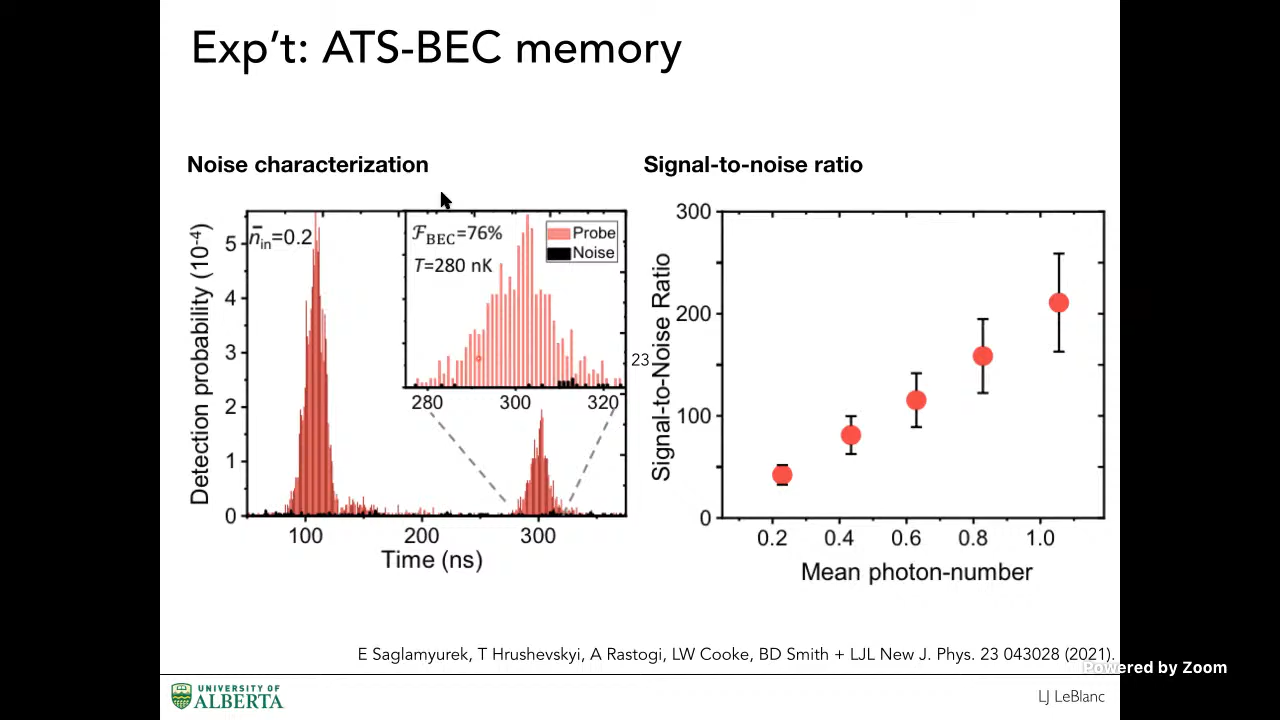 Exp't: ATS-BEC memory
Noise characterization
Signal-to-noise ratio
Detection probability (10⁻⁴)
5
4
3
2
1
0
n̄in=0.2
ℱBEC=76%
T=280 nK
Probe
Noise
280 300 320
100 200 300
Time (ns)
23
Signal-to-Noise Ratio
300
200
100
0
0.2 0.4 0.6 0.8 1.0
Mean photon-number
E Saglamyurek, T Hrushevskyi, A Rastogi, LW Cooke, BD Smith + LJL New J. Phys. 23 043028 (2021).
Powered by Zoom
UNIVERSITY OF
ALBERTA
LJ LeBlanc